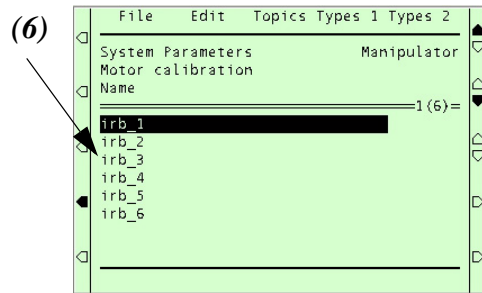 (6)
File Edit Topics Types 1 Types 2
System Parameters Manipulator
Motor calibration
Name
1(6)=
irb_1
irb_2
irb_3
irb_4
irb_5
irb_6